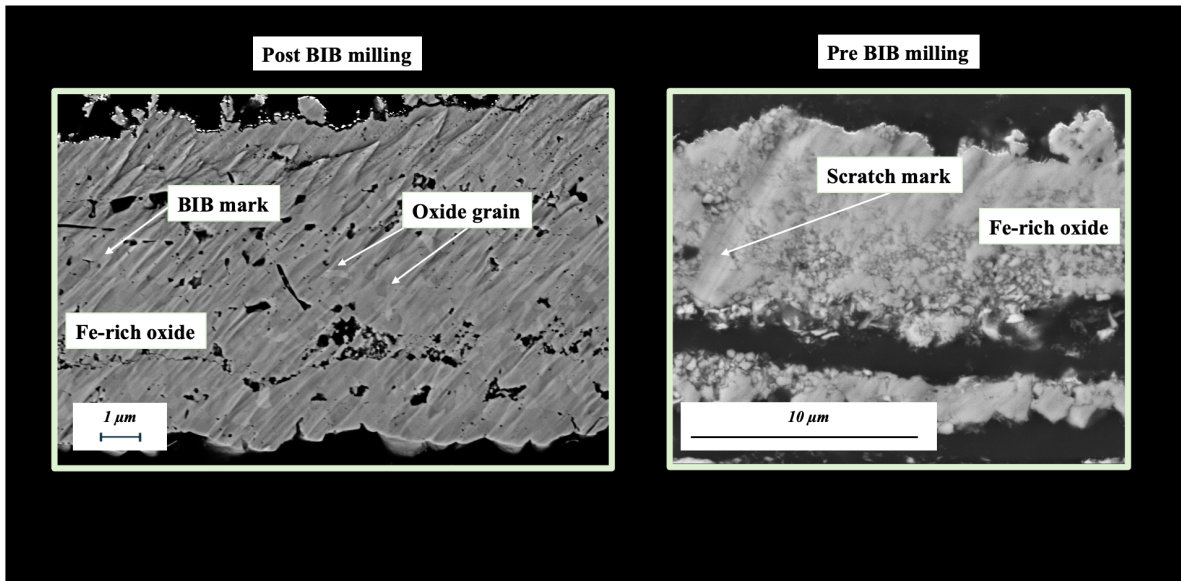 Post BIB milling
Pre BIB milling
BIB mark
Oxide grain
Fe-rich oxide
1 μm
Scratch mark
Fe-rich oxide
10 μm